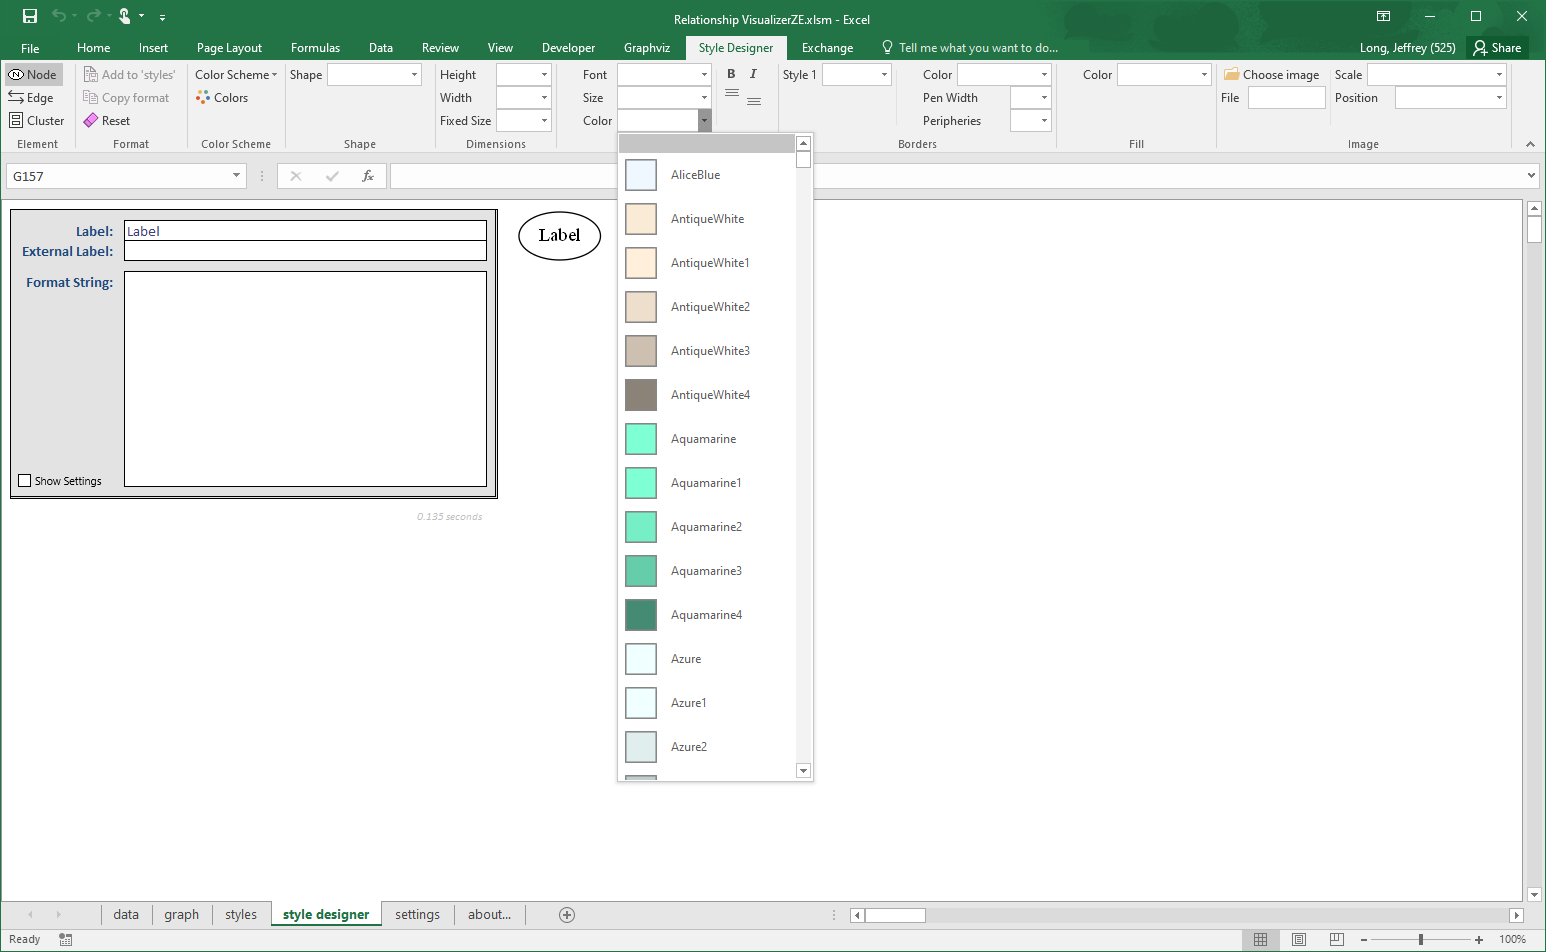 Relationship VisualizerZE.xlsm - Excel
File Home Insert Page Layout Formulas Data Review View Developer Graphviz Style Designer Exchange Tell me what you want to do... Long, Jeffrey (525) Share
Node Add to 'styles' Color Scheme Shape Height Font B I Style 1 Color Color Choose image Scale
Edge Copy format Colors Width Size Pen Width File Position
Cluster Reset Fixed Size Color Peripheries
Element Format Color Scheme Shape Dimensions Borders Fill Image
G157 fx
Label: Label
External Label:
Format String:
Show Settings
0.135 seconds
Label
AliceBlue
AntiqueWhite
AntiqueWhite1
AntiqueWhite2
AntiqueWhite3
AntiqueWhite4
Aquamarine
Aquamarine1
Aquamarine2
Aquamarine3
Aquamarine4
Azure
Azure1
Azure2
data graph styles style designer settings about...
Ready 100%